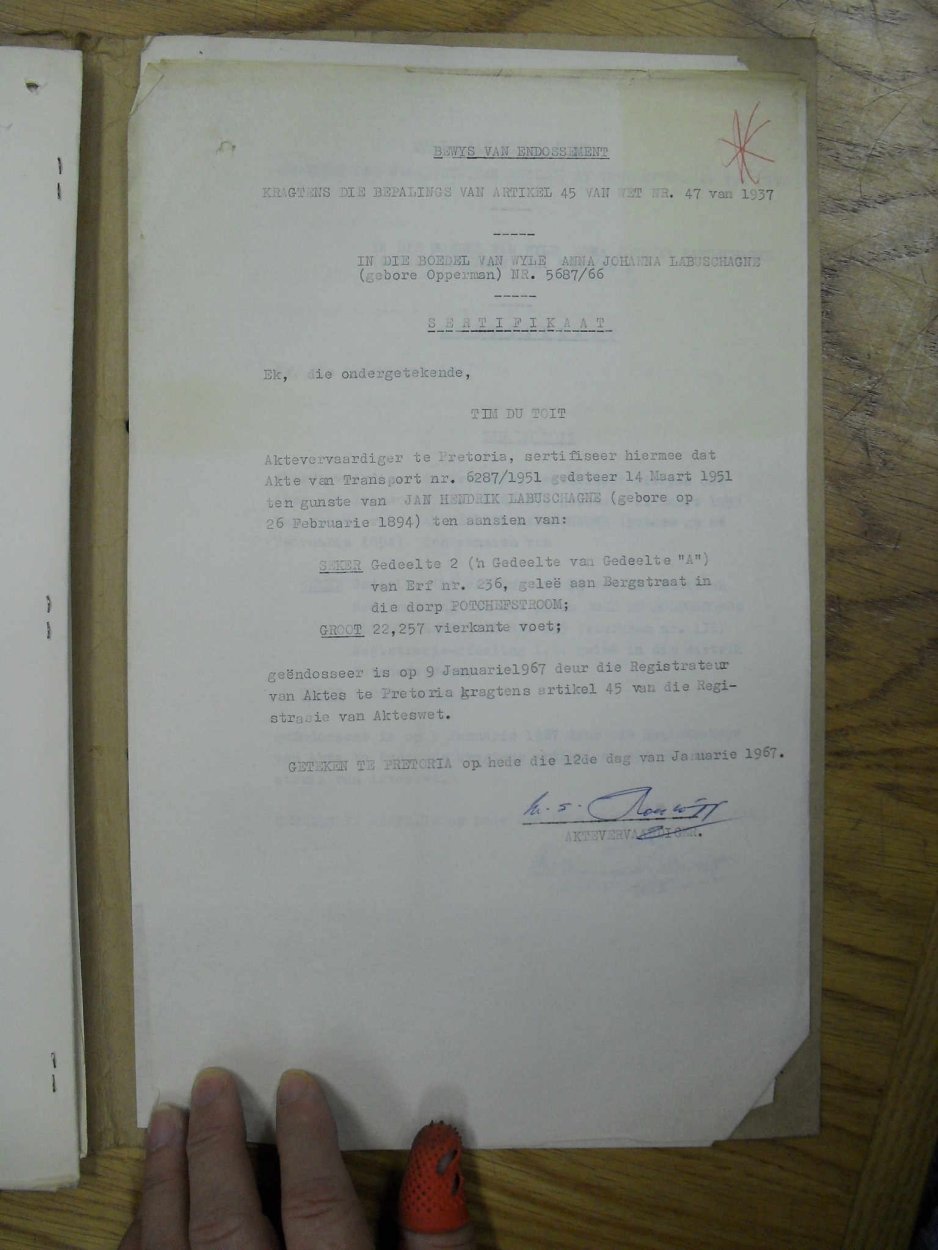 BEWYS VAN ENDOSSEMENT
KRAGTENS DIE BEPALINGS VAN ARTIKEL 45 VAN WET NR. 47 van 1937
-----
IN DIE BOEDEL VAN WYLE ANNA JOHANNA LABUSCHAGNE
(gebore Opperman) NR. 5687/66
-----
S E R T I F I K A A T
Ek, die ondergetekende,
TIM DU TOIT
Aktevervaardiger te Pretoria, sertifiseer hiermee dat
Akte van Transport nr. 6287/1951 gedateer 14 Maart 1951
ten gunste van JAN HENDRIK LABUSCHAGNE (gebore op
26 Februarie 1894) ten aansien van:
SEKER Gedeelte 2 ('n Gedeelte van Gedeelte "A")
van Erf nr. 236, geleë aan Bergstraat in
die dorp POTCHEFSTROOM;
GROOT 22,257 vierkante voet;
geëndosseer is op 9 Januarie1967 deur die Registrateur
van Aktes te Pretoria kragtens artikel 45 van die Regi-
strasie van Akteswet.
GETEKEN TE PRETORIA op hede die 12de dag van Januarie 1967.
AKTEVERVAARDIGER.